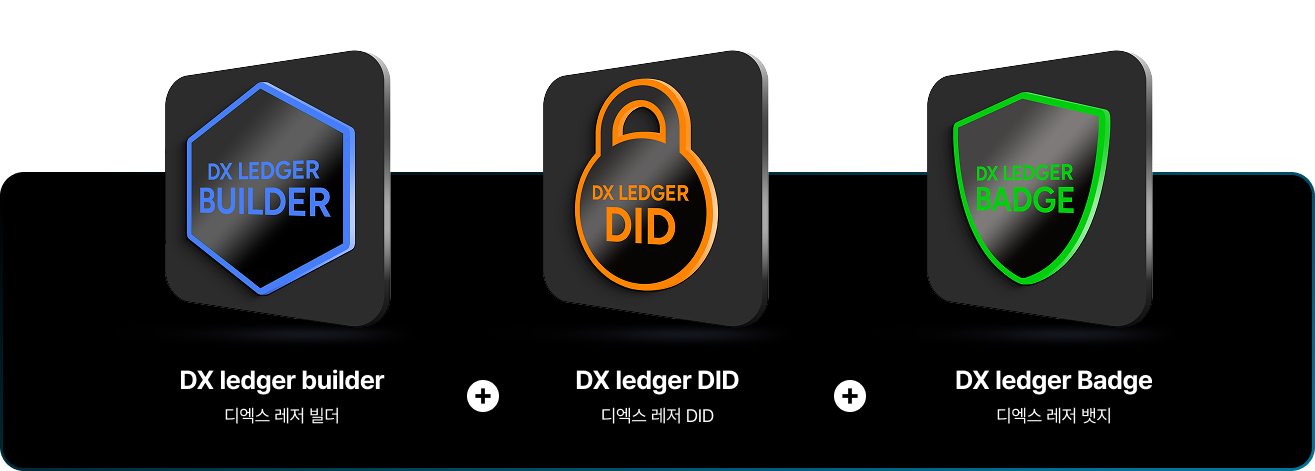 DX LEDGER
BUILDER
DX LEDGER
DID
DX LEDGER
BADGE
DX ledger builder
디엑스 레저 빌더
DX ledger DID
디엑스 레저 DID
DX ledger Badge
디엑스 레저 뱃지